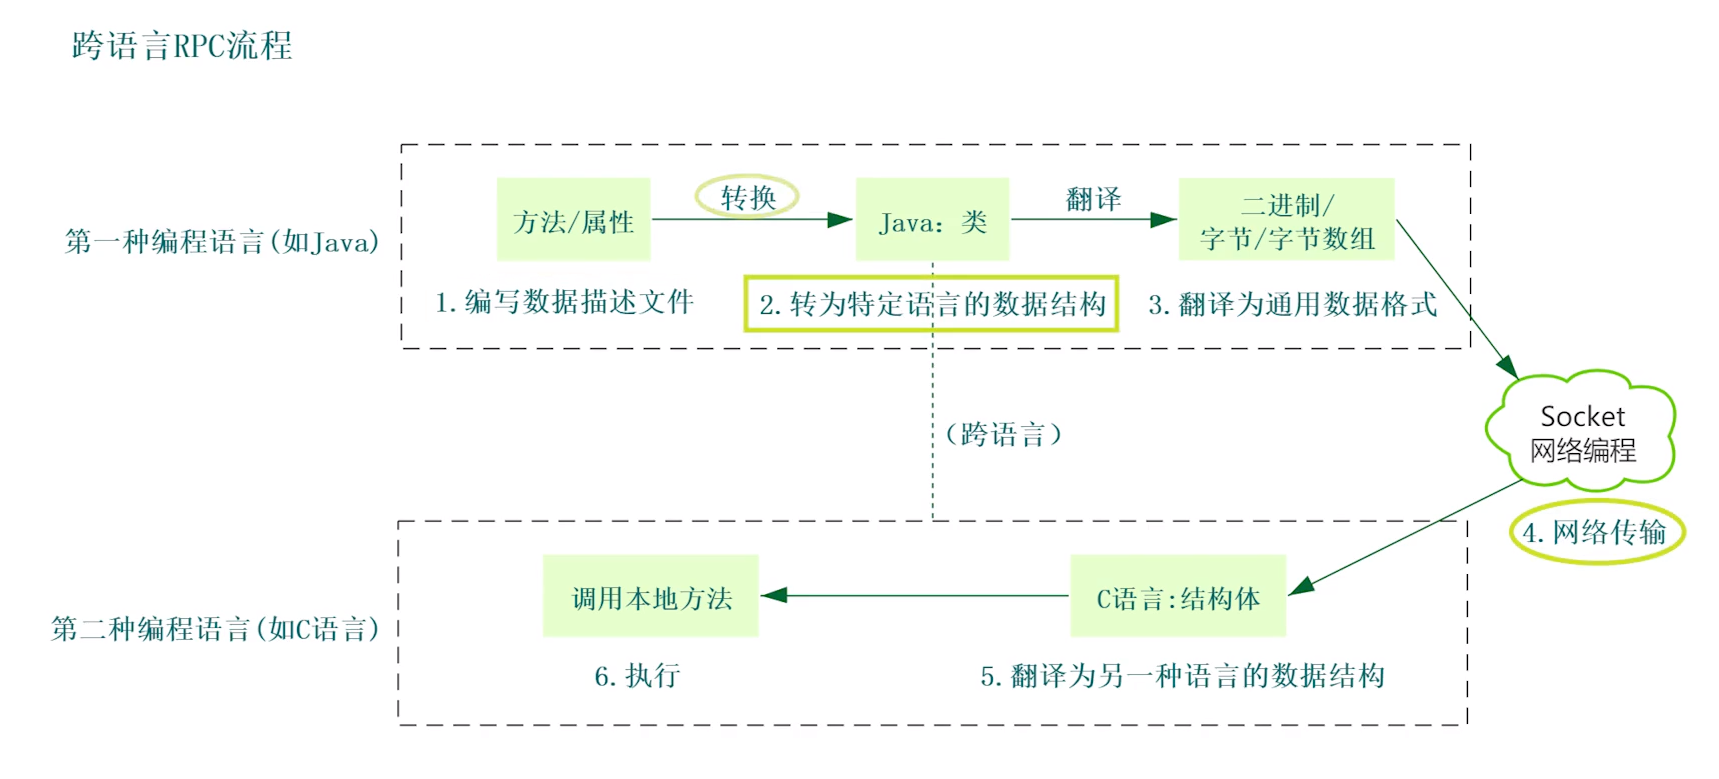 跨语言RPC流程
第一种编程语言(如Java)
方法/属性
转换
Java: 类
翻译
二进制/
字节/字节数组
1.编写数据描述文件
2.转为特定语言的数据结构
3.翻译为通用数据格式
(跨语言)
Socket
网络编程
4.网络传输
第二种编程语言(如C语言)
调用本地方法
C语言:结构体
6.执行
5.翻译为另一种语言的数据结构